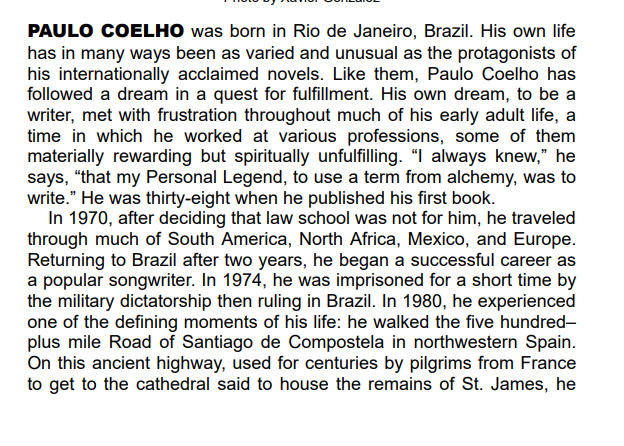 Photo by Xavier González
PAULO COELHO was born in Rio de Janeiro, Brazil. His own life
has in many ways been as varied and unusual as the protagonists of
his internationally acclaimed novels. Like them, Paulo Coelho has
followed a dream in a quest for fulfillment. His own dream, to be a
writer, met with frustration throughout much of his early adult life, a
time in which he worked at various professions, some of them
materially rewarding but spiritually unfulfilling. “I always knew,” he
says, “that my Personal Legend, to use a term from alchemy, was to
write.” He was thirty-eight when he published his first book.
In 1970, after deciding that law school was not for him, he traveled
through much of South America, North Africa, Mexico, and Europe.
Returning to Brazil after two years, he began a successful career as
a popular songwriter. In 1974, he was imprisoned for a short time by
the military dictatorship then ruling in Brazil. In 1980, he experienced
one of the defining moments of his life: he walked the five hundred–
plus mile Road of Santiago de Compostela in northwestern Spain.
On this ancient highway, used for centuries by pilgrims from France
to get to the cathedral said to house the remains of St. James, he